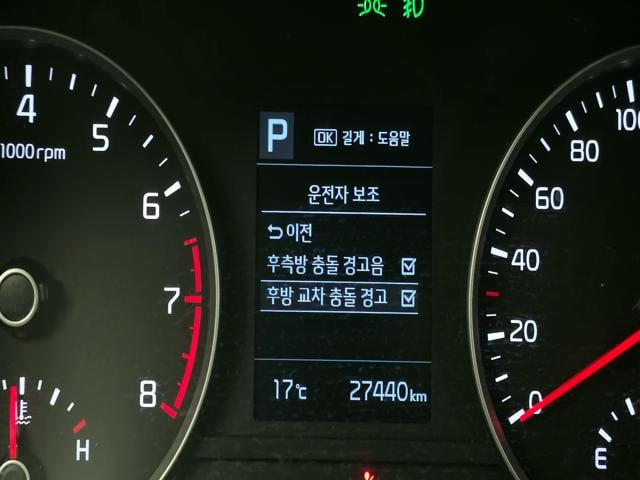 4
5
6
7
8
1000rpm
H
P OK 길게 : 도움말
운전자 보조
이전
후측방 충돌 경고음
후방 교차 충돌 경고
17℃ 27440km
100
80
60
40
20
0
E